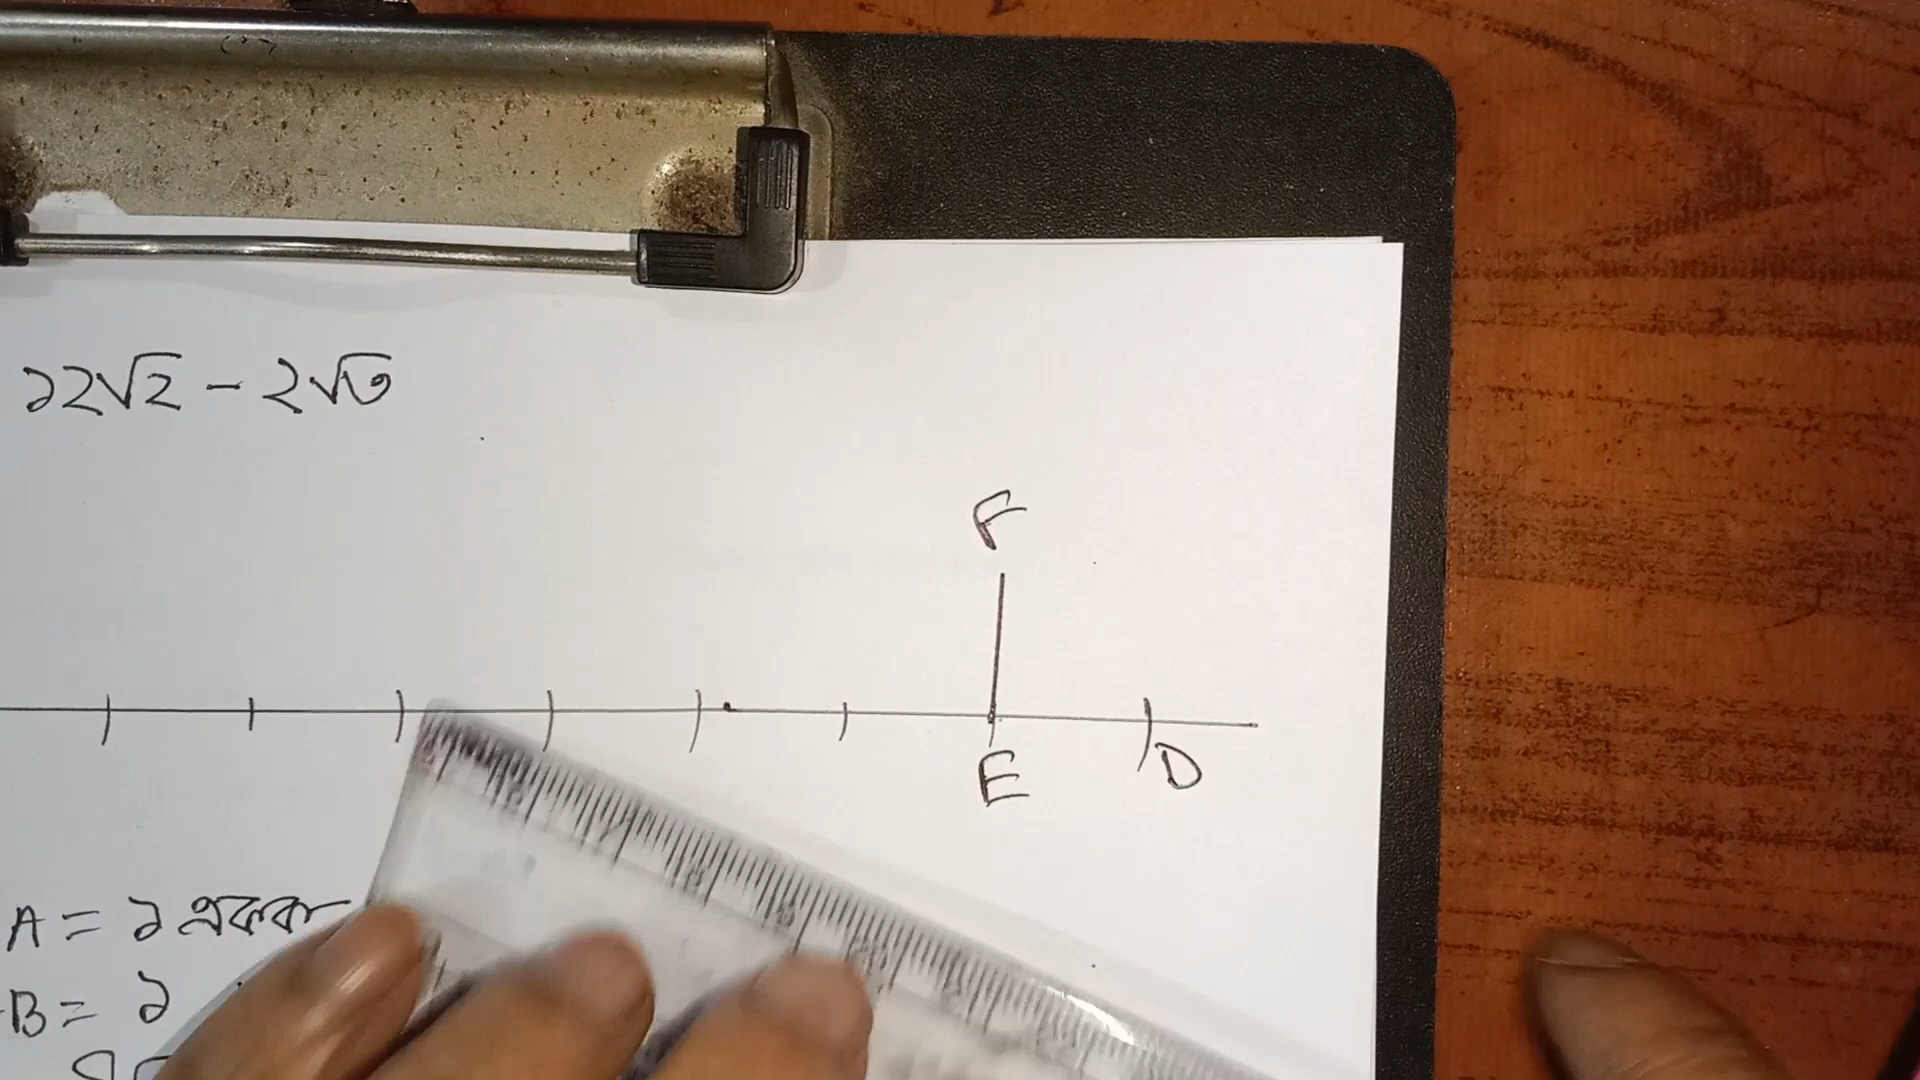 ১২√২ - ২√৩
F
E D
A = ১ একক
B = ১